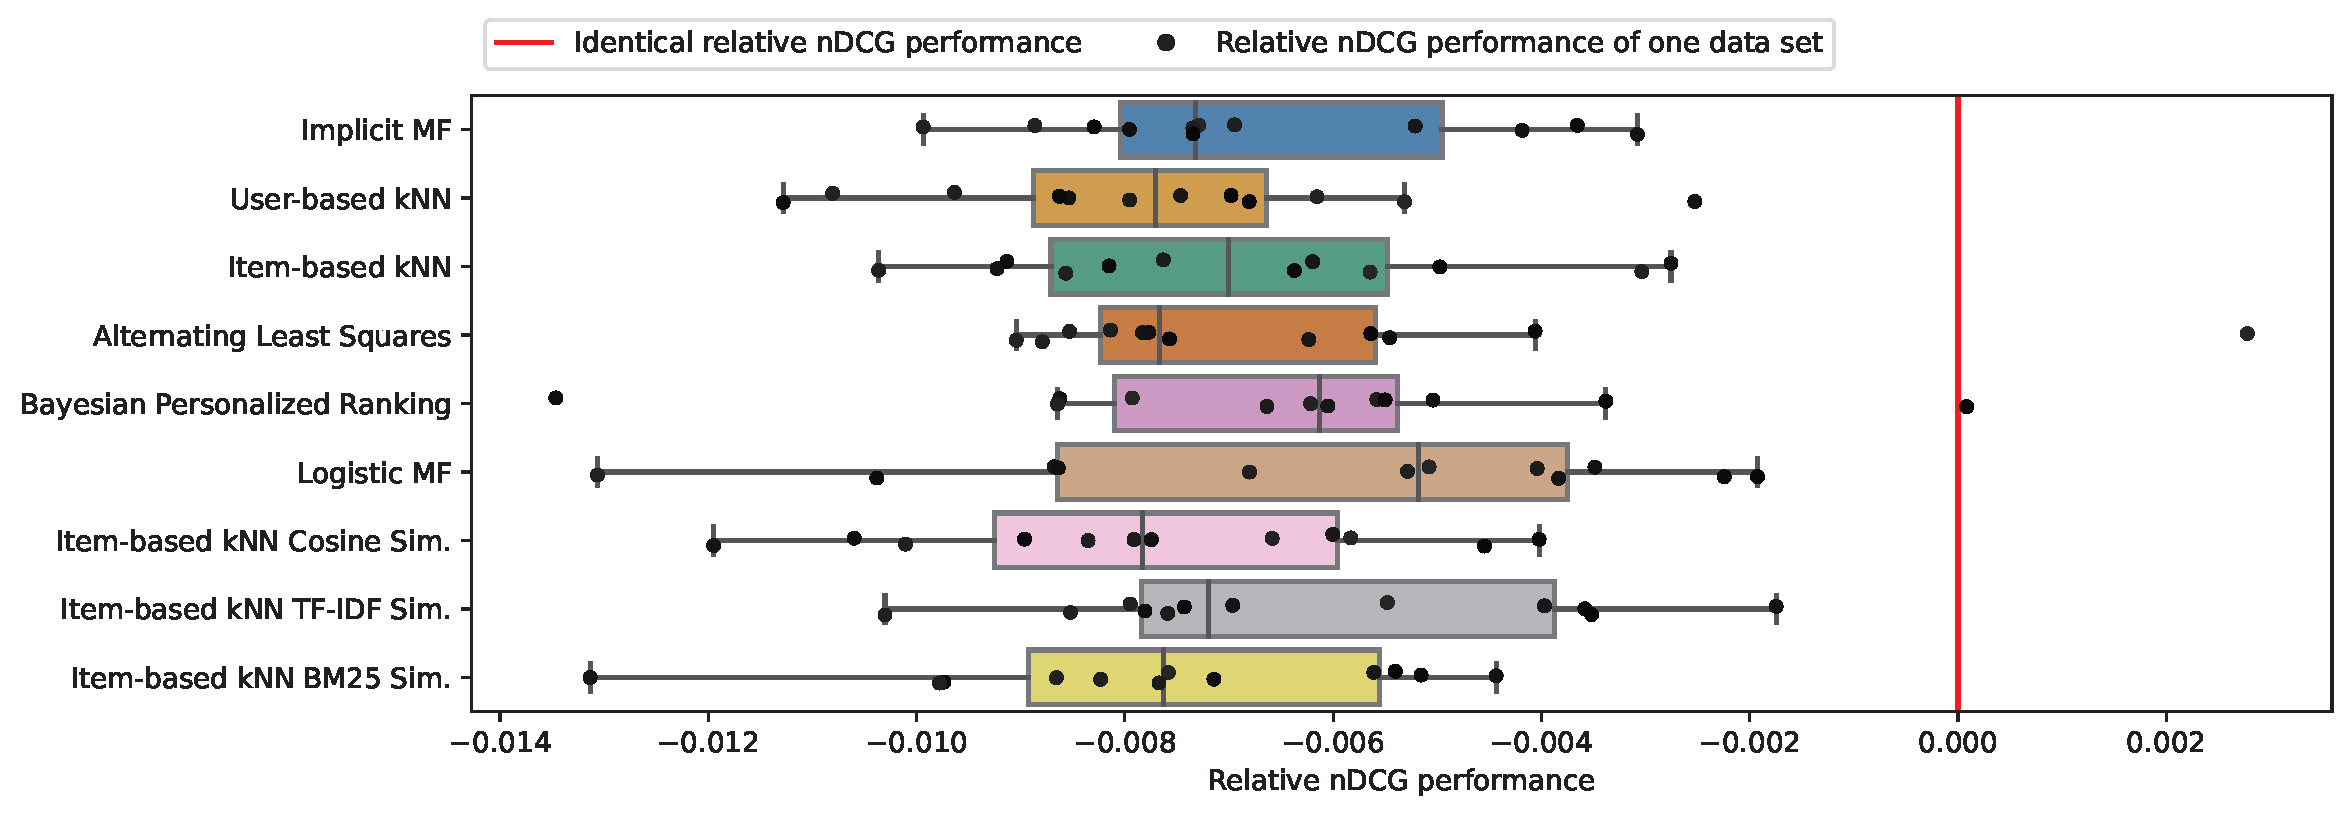 Identical relative nDCG performance
Relative nDCG performance of one data set
Implicit MF
User-based kNN
Item-based kNN
Alternating Least Squares
Bayesian Personalized Ranking
Logistic MF
Item-based kNN Cosine Sim.
Item-based kNN TF-IDF Sim.
Item-based kNN BM25 Sim.
−0.014 −0.012 −0.010 −0.008 −0.006 −0.004 −0.002 0.000 0.002
Relative nDCG performance